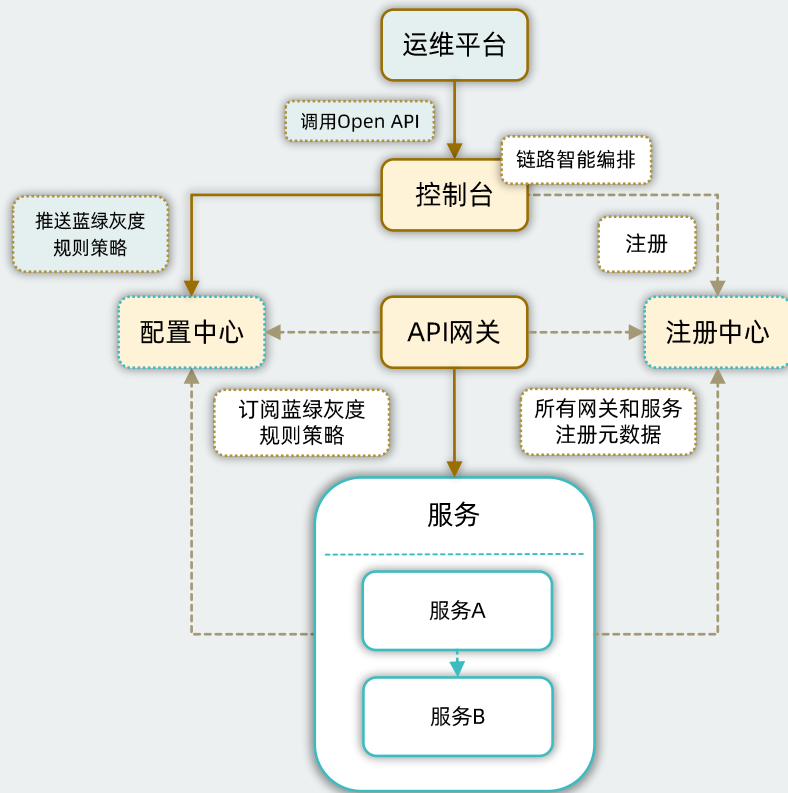 运维平台
调用Open API
链路智能编排
控制台
推送蓝绿灰度
规则策略
注册
配置中心
API网关
注册中心
订阅蓝绿灰度
规则策略
所有网关和服务
注册元数据
服务
服务A
服务B